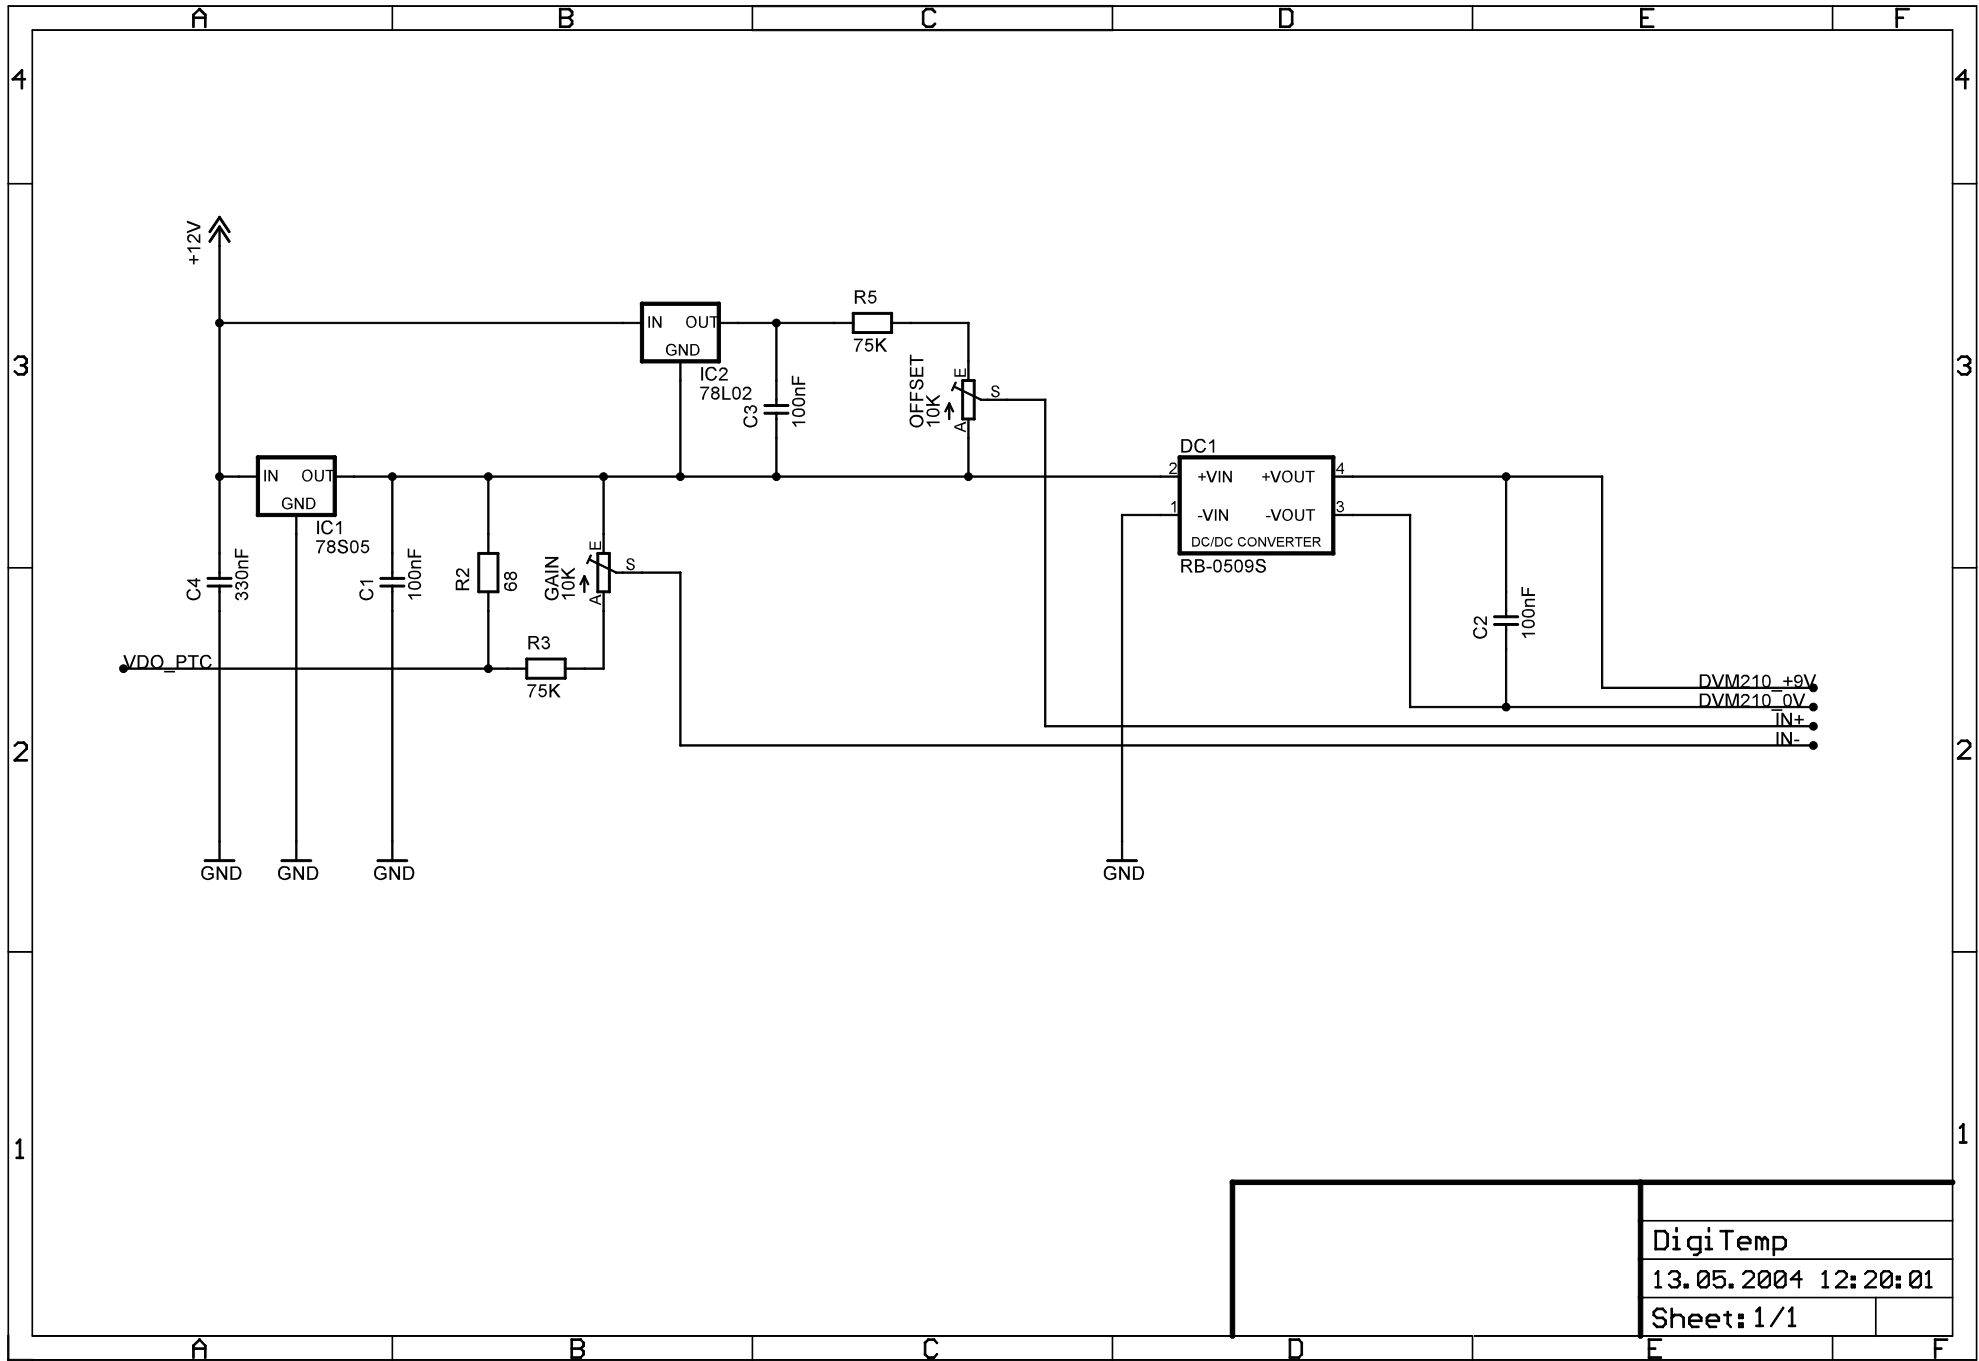 A B C D E F
4 4
+12V
R5
IN OUT
GND
75K
3 3
IC2
78L02
C3
100nF
OFFSET
10K
E
S
A
DC1
IN OUT
GND
2 +VIN +VOUT 4
1 -VIN -VOUT 3
DC/DC CONVERTER
RB-0509S
IC1
78S05
C4
330nF
C1
100nF
R2
68
GAIN
10K
E
S
A
C2
100nF
R3
VDO_PTC
75K
DVM210_+9V
DVM210_0V
IN+
IN-
2 2
GND GND GND GND
1 1
DigiTemp
13.05.2004 12:20:01
Sheet: 1/1
A B C D E F